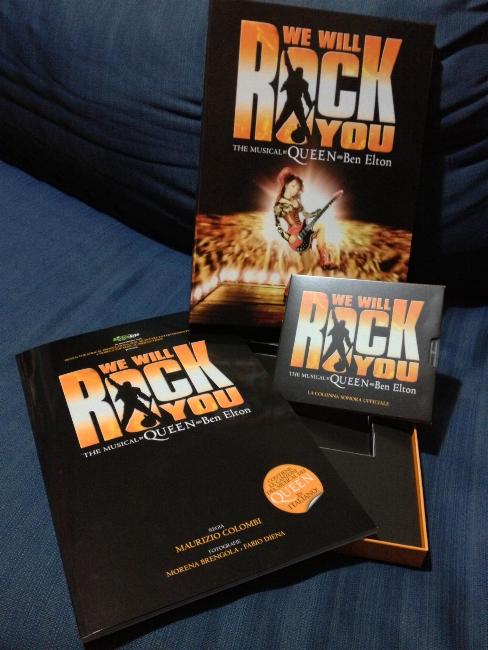 WE WILL
ROCK
YOU
THE MUSICAL BY QUEEN AND Ben Elton
WE WILL
ROCK
YOU
THE MUSICAL BY QUEEN AND Ben Elton
LA COLONNA SONORA UFFICIALE
WE WILL
ROCK
YOU
THE MUSICAL BY QUEEN AND Ben Elton
QUEEN
IN ITALIANO!
REGIA
MAURIZIO COLOMBI
FOTOGRAFIE
MORENA BRENGOLA E FABIO DIENA